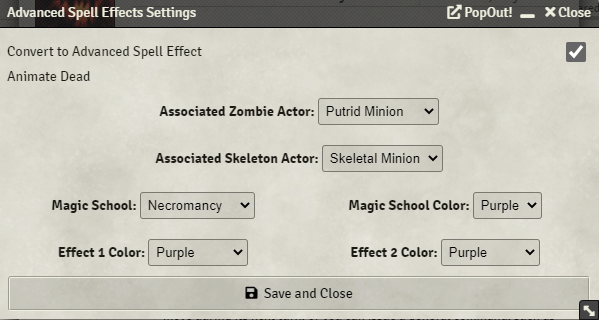 Advanced Spell Effects Settings PopOut! Close
Convert to Advanced Spell Effect
Animate Dead
Associated Zombie Actor: Putrid Minion
Associated Skeleton Actor: Skeletal Minion
Magic School: Necromancy Magic School Color: Purple
Effect 1 Color: Purple Effect 2 Color: Purple
Save and Close